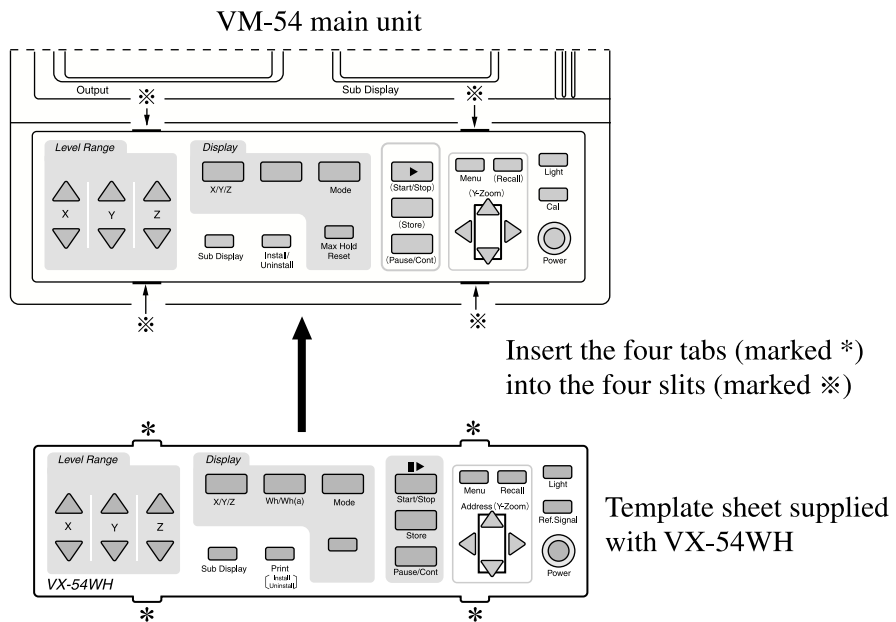 VM-54 main unit
Output
※
Sub Display
※
Level Range
X
Y
Z
Display
X/Y/Z
Mode
Sub Display
Install/
Uninstall
Max Hold
Reset
(Start/Stop)
(Store)
(Pause/Cont)
Menu
(Recall)
(Y-Zoom)
Light
Cal
Power
※
※
Insert the four tabs (marked *)
into the four slits (marked ※)
*
*
Level Range
X
Y
Z
VX-54WH
Display
X/Y/Z
Wh/Wh(a)
Mode
Sub Display
Print
[Install
Uninstall]
Start/Stop
Store
Pause/Cont
Menu
Recall
Address (Y-Zoom)
Light
Ref.Signal
Power
*
*
Template sheet supplied
with VX-54WH